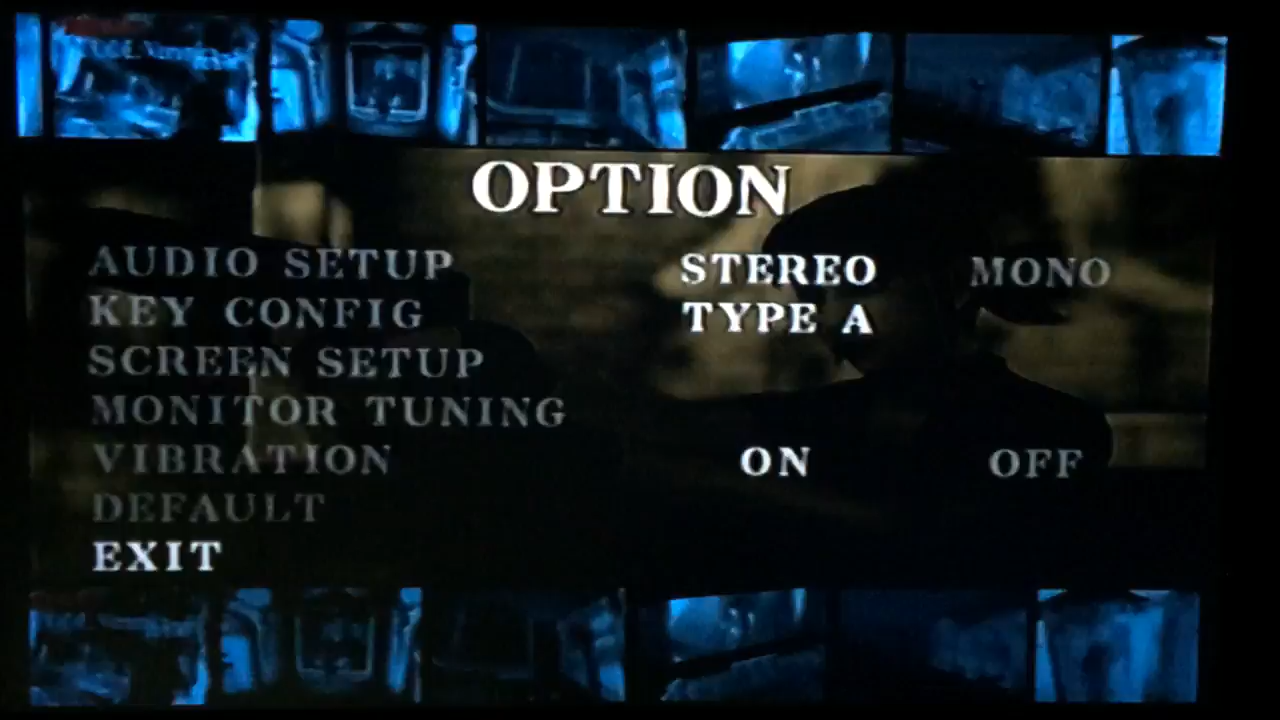 OPTION
AUDIO SETUP STEREO MONO
KEY CONFIG TYPE A
SCREEN SETUP
MONITOR TUNING
VIBRATION ON OFF
DEFAULT
EXIT